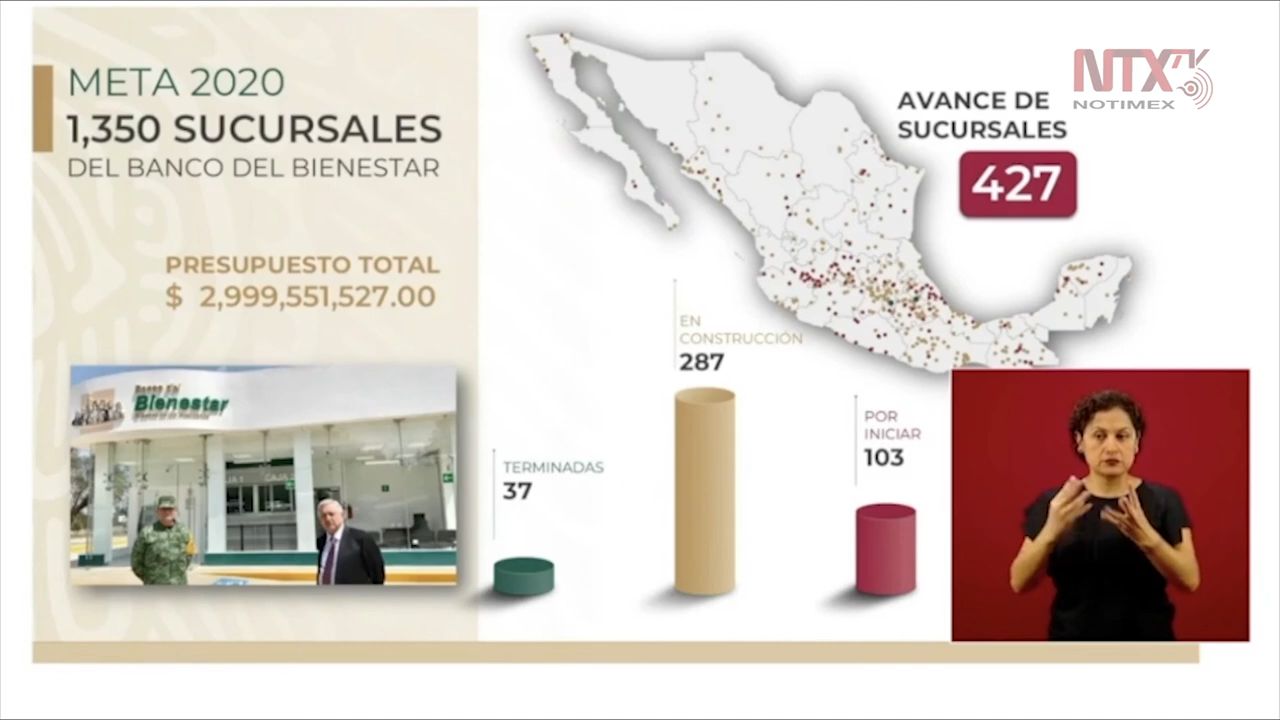 META 2020
1,350 SUCURSALES
DEL BANCO DEL BIENESTAR
PRESUPUESTO TOTAL
$ 2,999,551,527.00
Bienestar
CAJA
TERMINADAS
37
EN
CONSTRUCCIÓN
287
POR
INICIAR
103
AVANCE DE
SUCURSALES
427
NTX
NOTIMEX